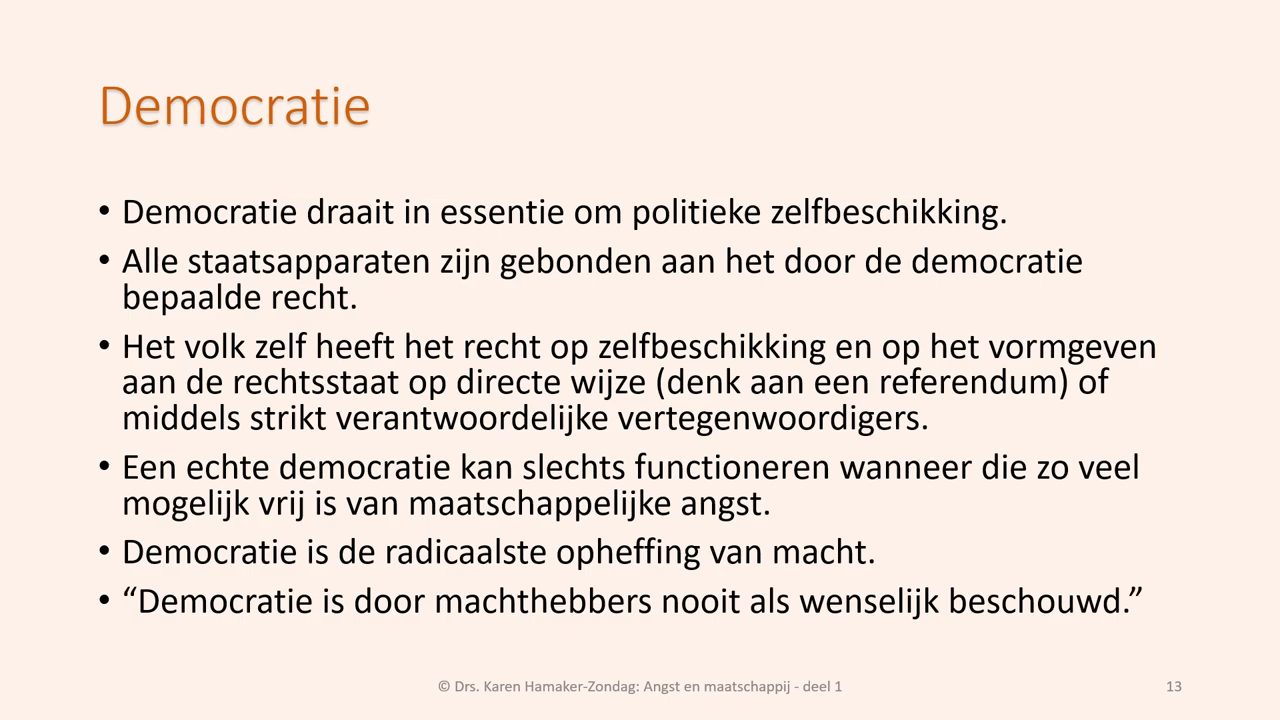 Democratie
• Democratie draait in essentie om politieke zelfbeschikking.
• Alle staatsapparaten zijn gebonden aan het door de democratie
bepaalde recht.
• Het volk zelf heeft het recht op zelfbeschikking en op het vormgeven
aan de rechtsstaat op directe wijze (denk aan een referendum) of
middels strikt verantwoordelijke vertegenwoordigers.
• Een echte democratie kan slechts functioneren wanneer die zo veel
mogelijk vrij is van maatschappelijke angst.
• Democratie is de radicaalste opheffing van macht.
• “Democratie is door machthebbers nooit als wenselijk beschouwd.”
© Drs. Karen Hamaker-Zondag: Angst en maatschappij - deel 1
13